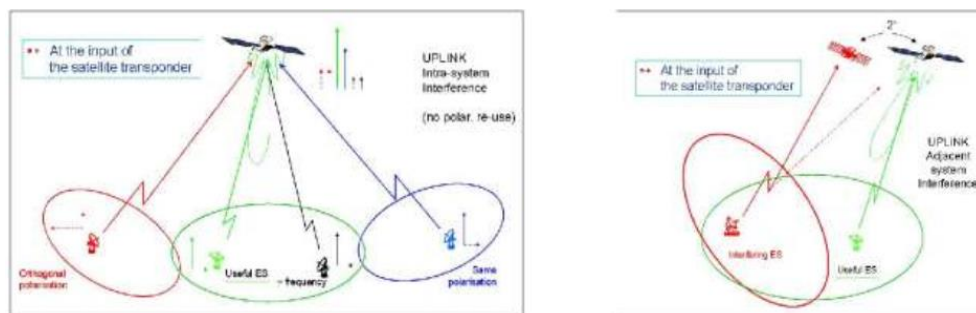 At the input of
the satellite transponder
UPLINK
Intra-system
Interference
(no polar. re-use)
Orthogonal
polarisation
Useful ES
≠ frequency
Same
polarisation
2°
At the input of
the satellite transponder
UPLINK
Adjacent
system
Interference
Interfering ES
Useful ES